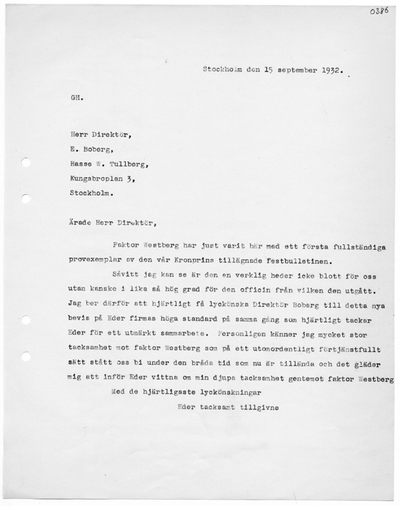 0386
Stockholm den 15 september 1932.
GH.
Herr Direktör,
E. Boberg,
Hasse W. Tullberg,
Kungsbroplan 3,
Stockholm.
Ärade Herr Direktör,
Faktor Westberg har just varit här med ett första fullständiga
provexemplar av den vår Kronprins tillägnade Festbulletinen.
Såvitt jag kan se är den en verklig heder icke blott för oss
utan kanske i lika så hög grad för den officin från vilken den utgått.
Jag ber därför att hjärtligt få lyckönska Direktör Boberg till detta nya
bevis på Eder firmas höga standard på samma gång som hjärtligt tackar
Eder för ett utmärkt samarbete. Personligen känner jag mycket stor
tacksamhet mot faktor Westberg som på ett utomordentligt förtjänstfullt
sätt stått oss bi under den bråda tid som nu är tillända och det gläder
mig att inför Eder vittna om min djupa tacksamhet gentemot faktor Westberg
Med de hjärtligaste lyckönskningar
Eder tacksamt tillgivne